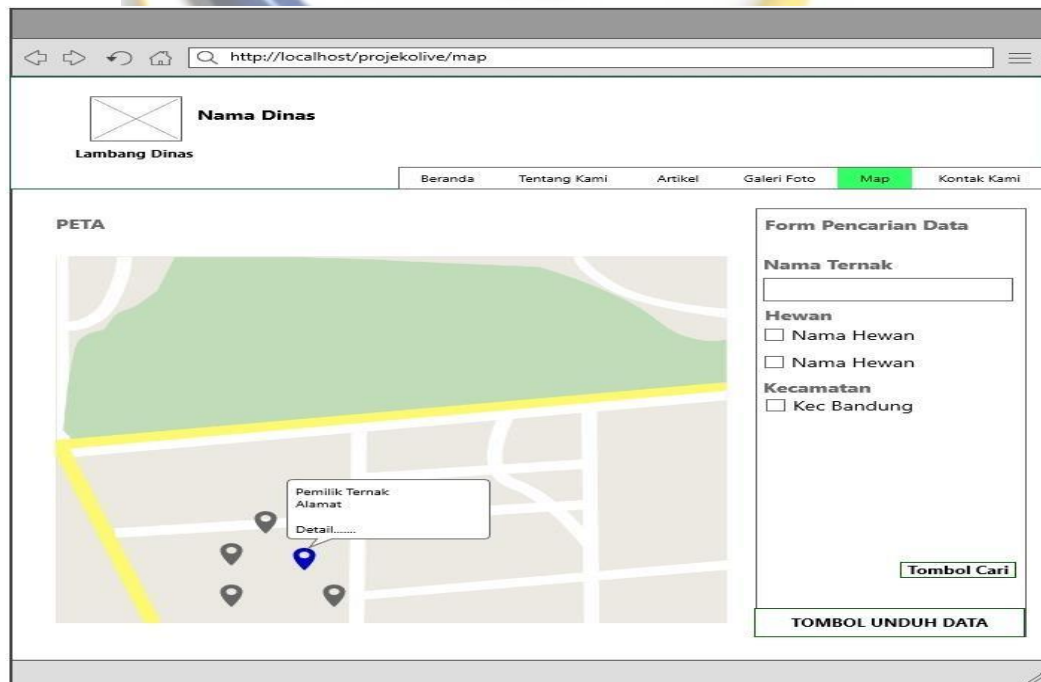 http://localhost/projekolive/map
Nama Dinas
Lambang Dinas
Beranda Tentang Kami Artikel Galeri Foto Map Kontak Kami
PETA
Pemilik Ternak
Alamat
Detail.......
Form Pencarian Data
Nama Ternak
Hewan
Nama Hewan
Nama Hewan
Kecamatan
Kec Bandung
Tombol Cari
TOMBOL UNDUH DATA